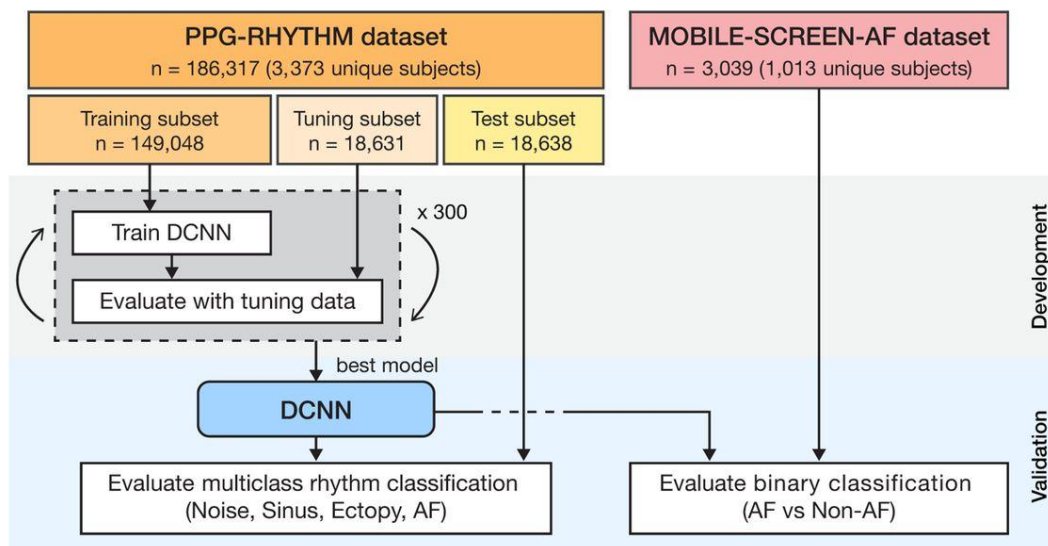 PPG-RHYTHM dataset
n = 186,317 (3,373 unique subjects)
MOBILE-SCREEN-AF dataset
n = 3,039 (1,013 unique subjects)
Training subset
n = 149,048
Tuning subset
n = 18,631
Test subset
n = 18,638
x 300
Train DCNN
Evaluate with tuning data
Development
best model
DCNN
Evaluate multiclass rhythm classification
(Noise, Sinus, Ectopy, AF)
Evaluate binary classification
(AF vs Non-AF)
Validation